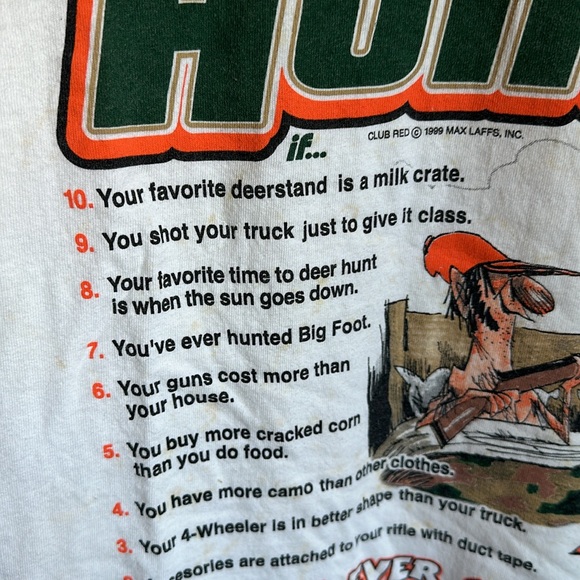 if...
CLUB RED © 1999 MAX LAFFS, INC.
10. Your favorite deerstand is a milk crate.
9. You shot your truck just to give it class.
8. Your favorite time to deer hunt
is when the sun goes down.
7. You've ever hunted Big Foot.
6. Your guns cost more than
your house.
5. You buy more cracked corn
than you do food.
4. You have more camo than other clothes.
3. Your 4-Wheeler is in better shape than your truck.
are attached to your rifle with duct tape.